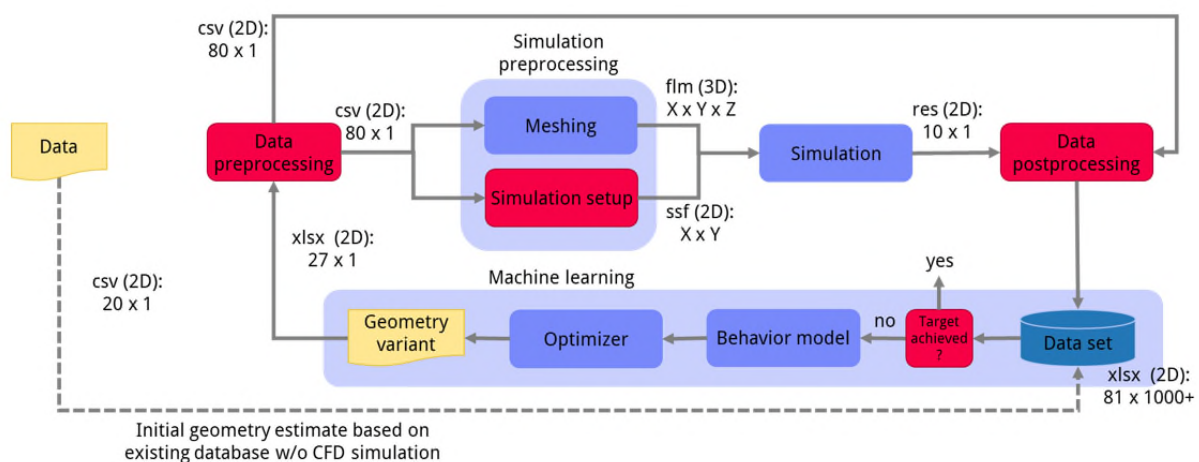 csv (2D):
80 x 1
Simulation
preprocessing
Data
Data
preprocessing
csv (2D):
80 x 1
Meshing
Simulation setup
flm (3D):
X x Y x Z
ssf (2D):
X x Y
Simulation
res (2D):
10 x 1
Data
postprocessing
xlsx (2D):
27 x 1
csv (2D):
20 x 1
Machine learning
Geometry
variant
Optimizer
Behavior model
no
yes
Target
achieved
?
Data set
xlsx (2D):
81 x 1000+
Initial geometry estimate based on
existing database w/o CFD simulation